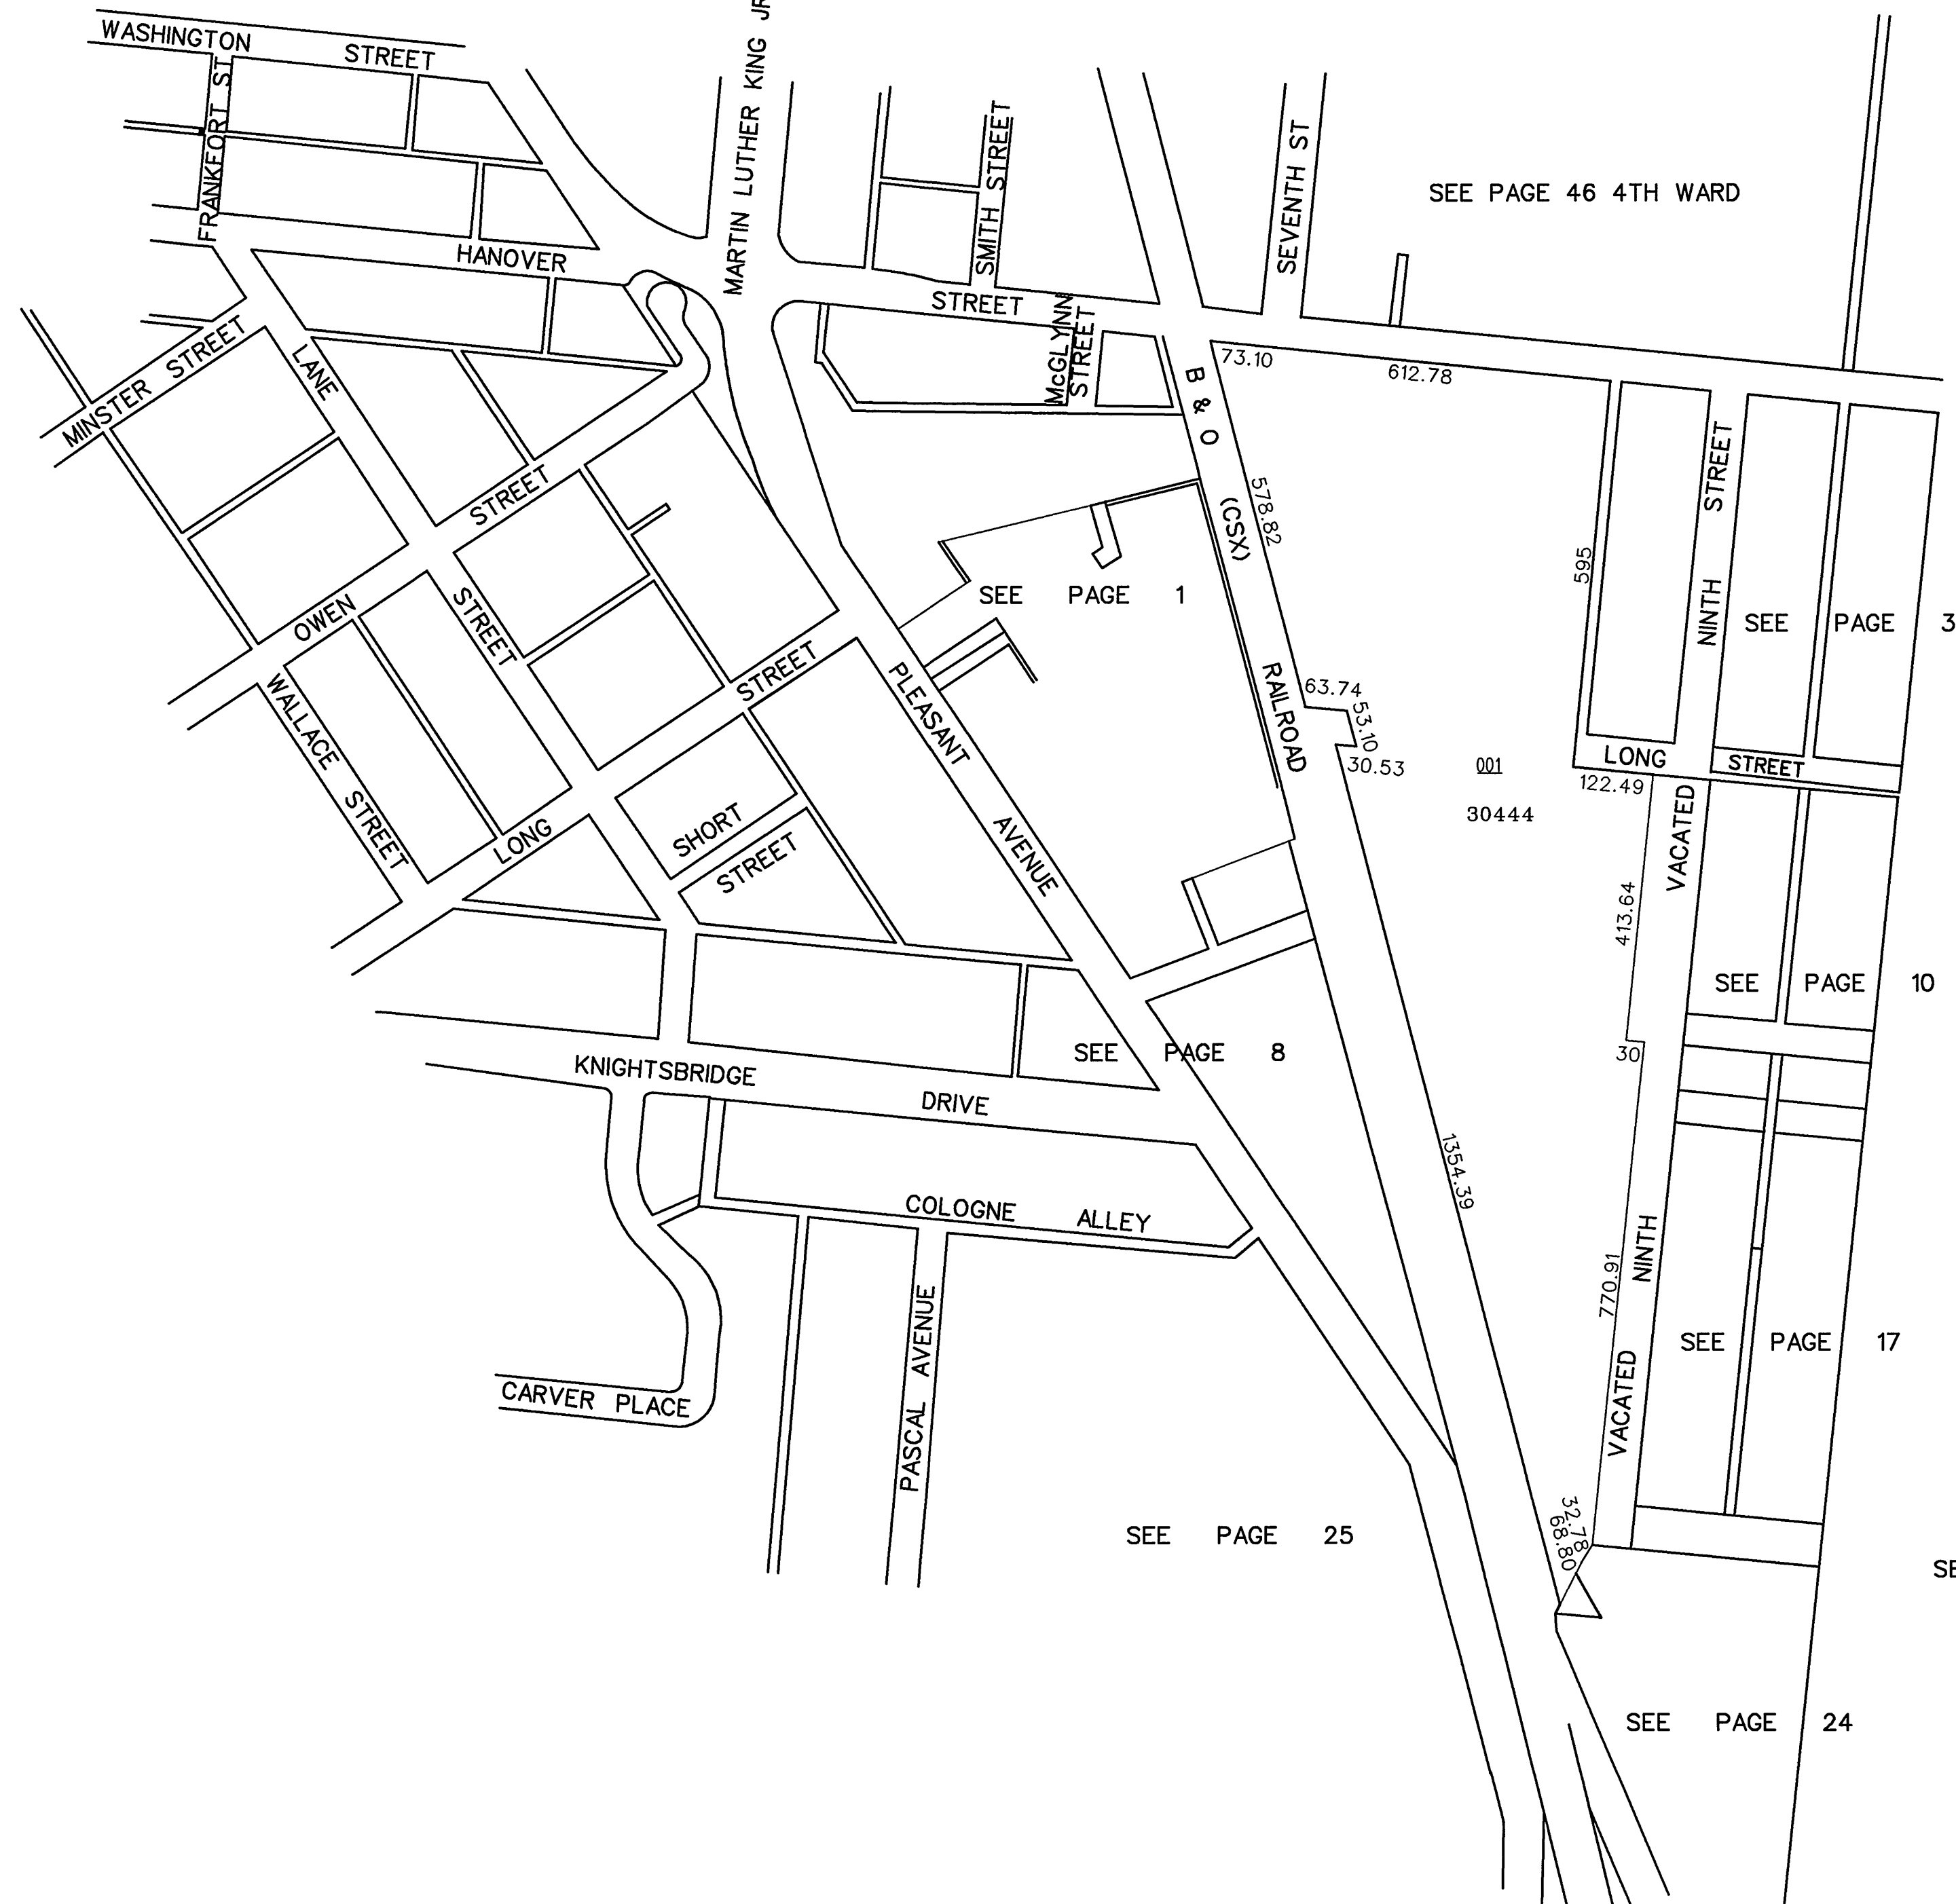 WASHINGTON STREET
FRANKFORT ST
MARTIN LUTHER KING JR
SMITH STREET
SEVENTH ST
SEE PAGE 46 4TH WARD
HANOVER STREET
McGLYNN STREET
MINSTER STREET
LANE STREET
73.10
612.78
B & O (CSX) RAILROAD
578.82
595
NINTH STREET
SEE PAGE 1
SEE PAGE 3
OWEN STREET
WALLACE STREET
PLEASANT AVENUE
63.74
53.10
30.53
001
30444
LONG STREET
122.49
LONG
SHORT STREET
VACATED NINTH
413.64
SEE PAGE 10
30
SEE PAGE 8
KNIGHTSBRIDGE DRIVE
1354.39
COLOGNE ALLEY
770.91
VACATED
SEE PAGE 17
CARVER PLACE
PASCAL AVENUE
32.78
68.80
SEE PAGE 25
SEE PAGE 24